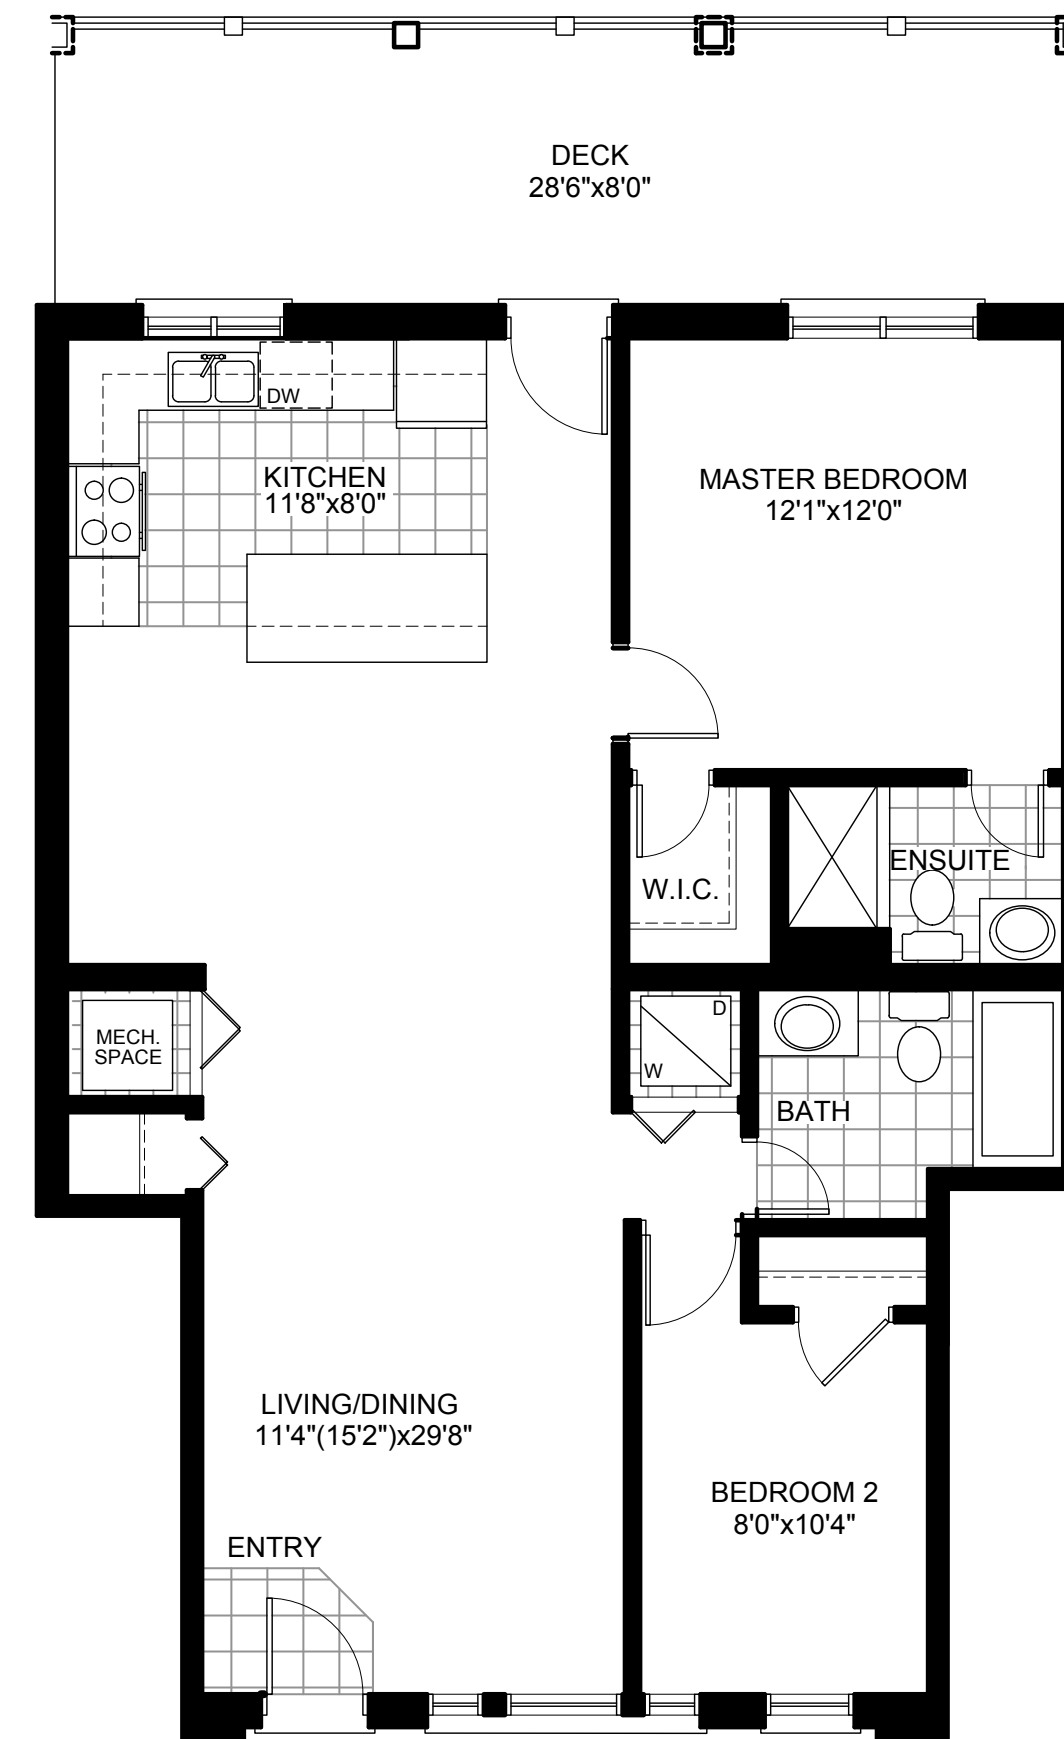 DECK
28'6"x8'0"
DW
KITCHEN
11'8"x8'0"
MASTER BEDROOM
12'1"x12'0"
ENSUITE
W.I.C.
MECH.
SPACE
D
W
BATH
LIVING/DINING
11'4"(15'2")x29'8"
BEDROOM 2
8'0"x10'4"
ENTRY